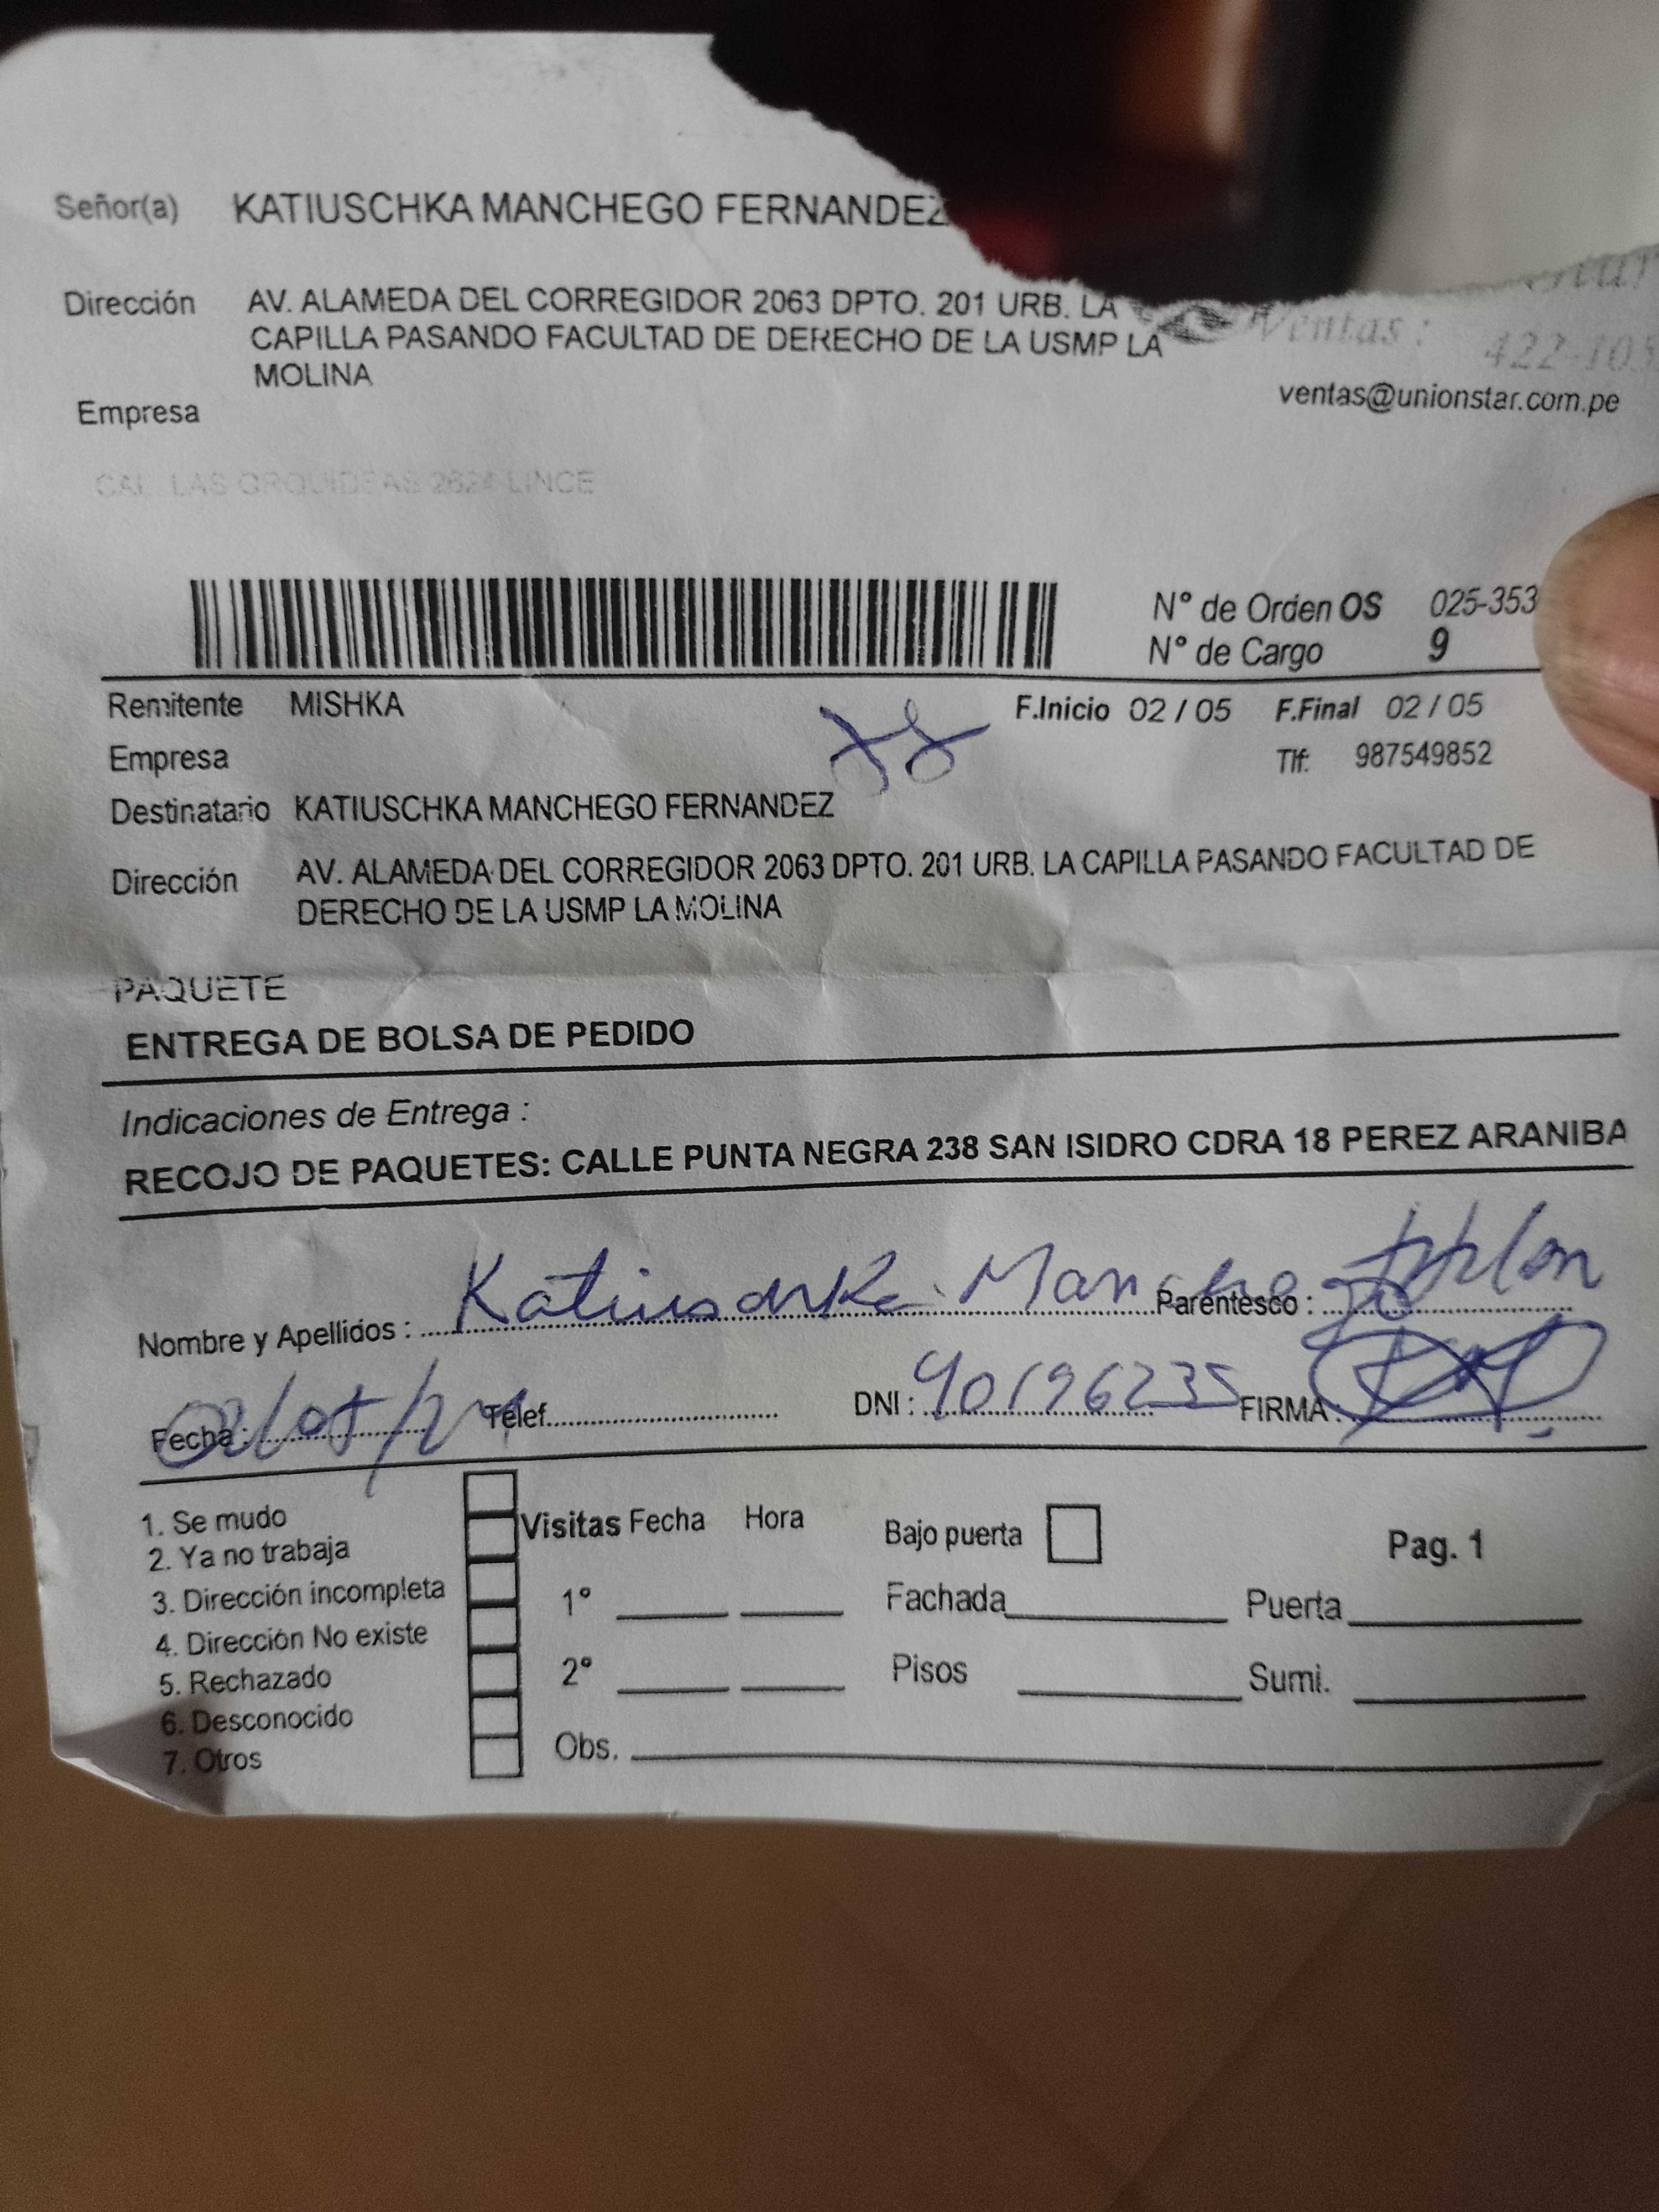 Señor(a) KATIUSCHKA MANCHEGO FERNANDEZ
Dirección AV. ALAMEDA DEL CORREGIDOR 2063 DPTO. 201 URB. LA
CAPILLA PASANDO FACULTAD DE DERECHO DE LA USMP LA
MOLINA
Ventas : 422-105
ventas@unionstar.com.pe
Empresa
CAL. LAS ORQUIDEAS 2624 LINCE
N° de Orden OS 025-353
N° de Cargo 9
Remitente MISHKA F.Inicio 02 / 05 F.Final 02 / 05
Empresa Tlf: 987549852
Destinatario KATIUSCHKA MANCHEGO FERNANDEZ
Dirección AV. ALAMEDA DEL CORREGIDOR 2063 DPTO. 201 URB. LA CAPILLA PASANDO FACULTAD DE
DERECHO DE LA USMP LA MOLINA
PAQUETE
ENTREGA DE BOLSA DE PEDIDO
Indicaciones de Entrega :
RECOJO DE PAQUETES: CALLE PUNTA NEGRA 238 SAN ISIDRO CDRA 18 PEREZ ARANIBA
Nombre y Apellidos : Katiuschka Manchego Parentesco :
Fecha : 02/05/24 Telef. DNI : 40196235 FIRMA :
1. Se mudo
2. Ya no trabaja
3. Dirección incompleta
4. Dirección No existe
5. Rechazado
6. Desconocido
7. Otros
Visitas Fecha Hora Bajo puerta Pag. 1
1° Fachada Puerta
2° Pisos Sumi.
Obs.